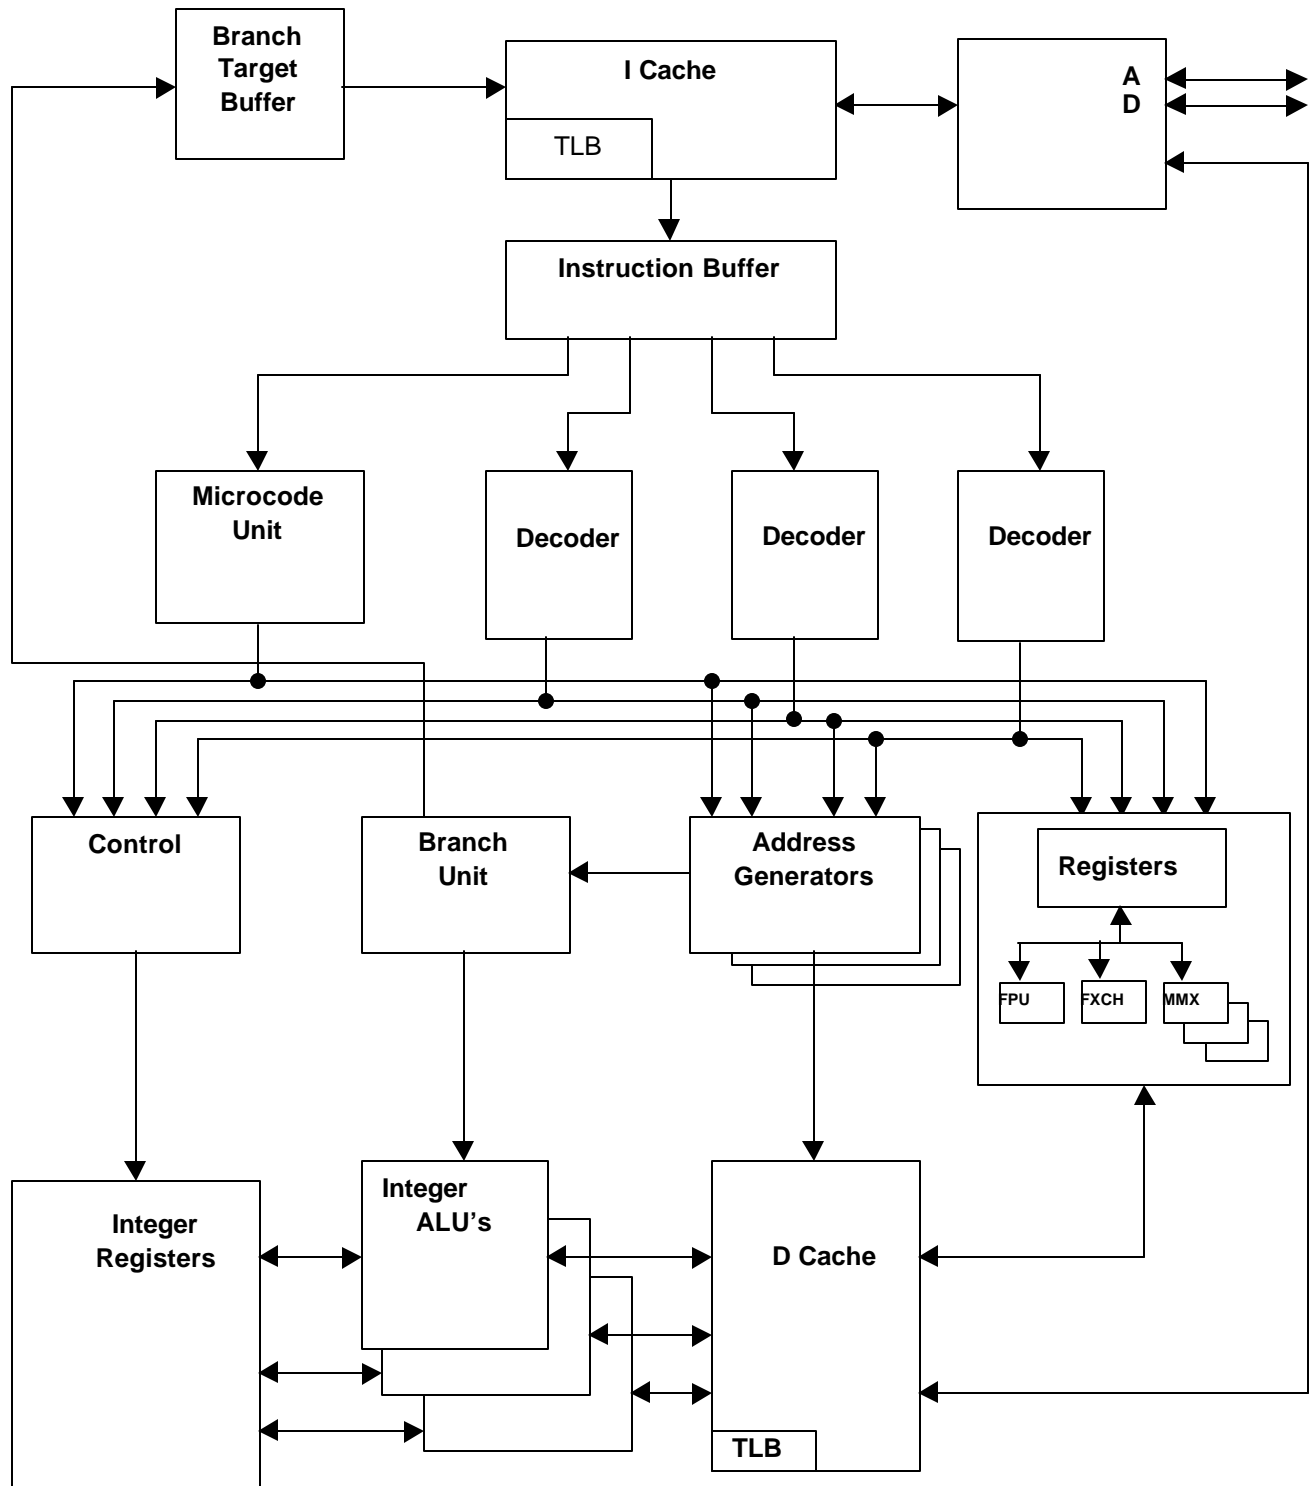 Branch
Target
Buffer
I Cache
TLB
A
D
Instruction Buffer
Microcode
Unit
Decoder
Decoder
Decoder
Control
Branch
Unit
Address
Generators
Registers
FPU
FXCH
MMX
Integer
Registers
Integer
ALU's
D Cache
TLB